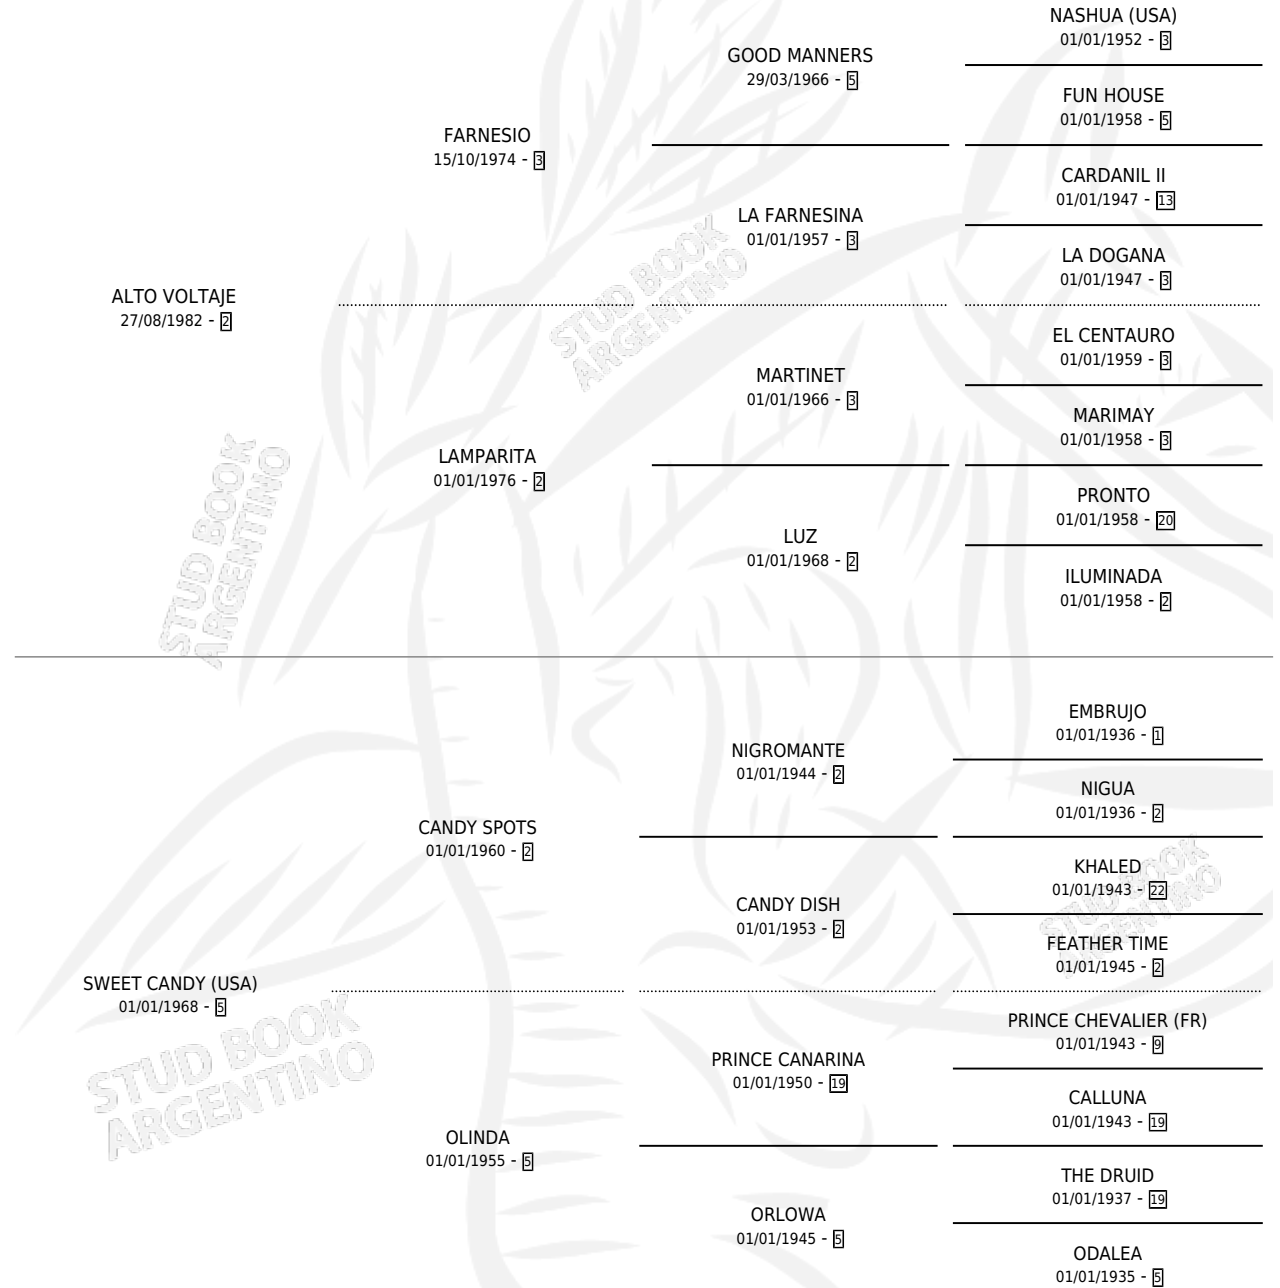 NASHUA (USA)
01/01/1952 - 3
GOOD MANNERS
29/03/1966 - 5
FUN HOUSE
01/01/1958 - 5
FARNESIO
15/10/1974 - 3
CARDANIL II
01/01/1947 - 13
LA FARNESINA
01/01/1957 - 3
LA DOGANA
01/01/1947 - 3
ALTO VOLTAJE
27/08/1982 - 2
EL CENTAURO
01/01/1959 - 3
MARTINET
01/01/1966 - 3
MARIMAY
01/01/1958 - 3
LAMPARITA
01/01/1976 - 2
PRONTO
01/01/1958 - 20
LUZ
01/01/1968 - 2
ILUMINADA
01/01/1958 - 2
EMBRUJO
01/01/1936 - 1
NIGROMANTE
01/01/1944 - 2
NIGUA
01/01/1936 - 2
CANDY SPOTS
01/01/1960 - 2
KHALED
01/01/1943 - 22
CANDY DISH
01/01/1953 - 2
FEATHER TIME
01/01/1945 - 2
SWEET CANDY (USA)
01/01/1968 - 5
PRINCE CHEVALIER (FR)
01/01/1943 - 9
PRINCE CANARINA
01/01/1950 - 19
CALLUNA
01/01/1943 - 19
OLINDA
01/01/1955 - 5
THE DRUID
01/01/1937 - 19
ORLOWA
01/01/1945 - 5
ODALEA
01/01/1935 - 5
STUD BOOK
ARGENTINO
STUD BOOK
ARGENTINO
STUD BOOK
ARGENTINO
STUD BOOK
ARGENTINO